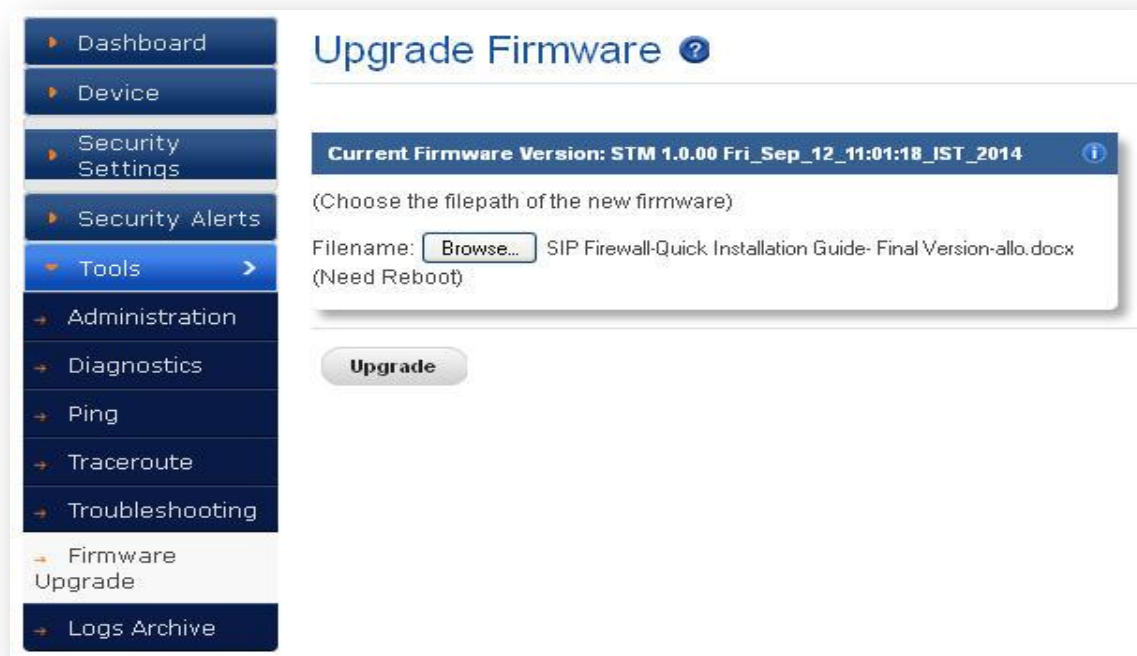 Dashboard
Device
Security
Settings
Security Alerts
Tools
Administration
Diagnostics
Ping
Traceroute
Troubleshooting
Firmware
Upgrade
Logs Archive
Upgrade Firmware
Current Firmware Version: STM 1.0.00 Fri_Sep_12_11:01:18_IST_2014
(Choose the filepath of the new firmware)
Filename: Browse... SIP Firewall-Quick Installation Guide- Final Version-allo.docx
(Need Reboot)
Upgrade